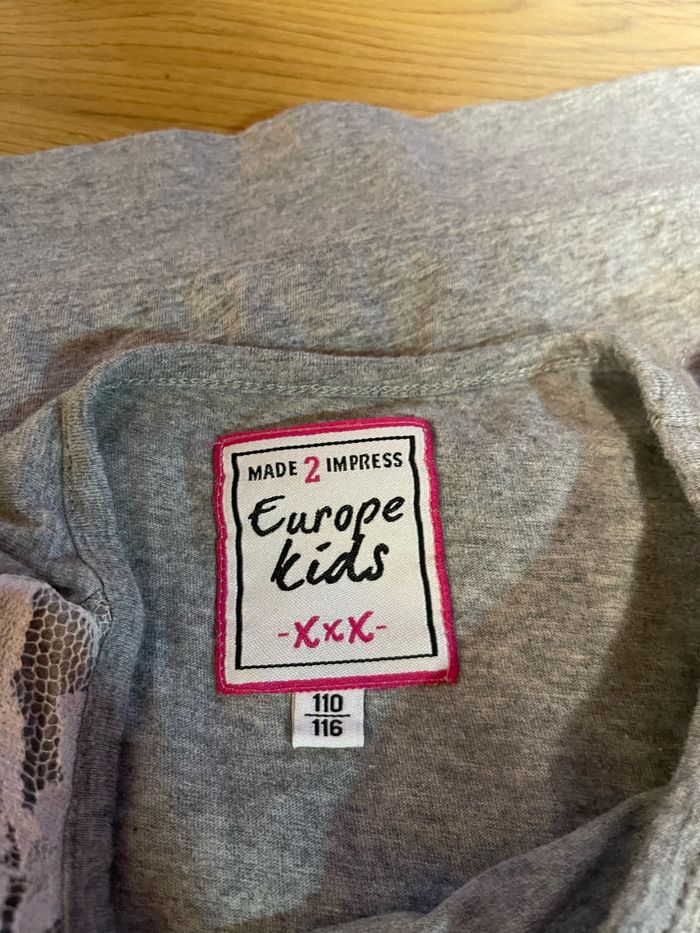 MADE 2 IMPRESS
Europe
kids
-XxX-
110
116